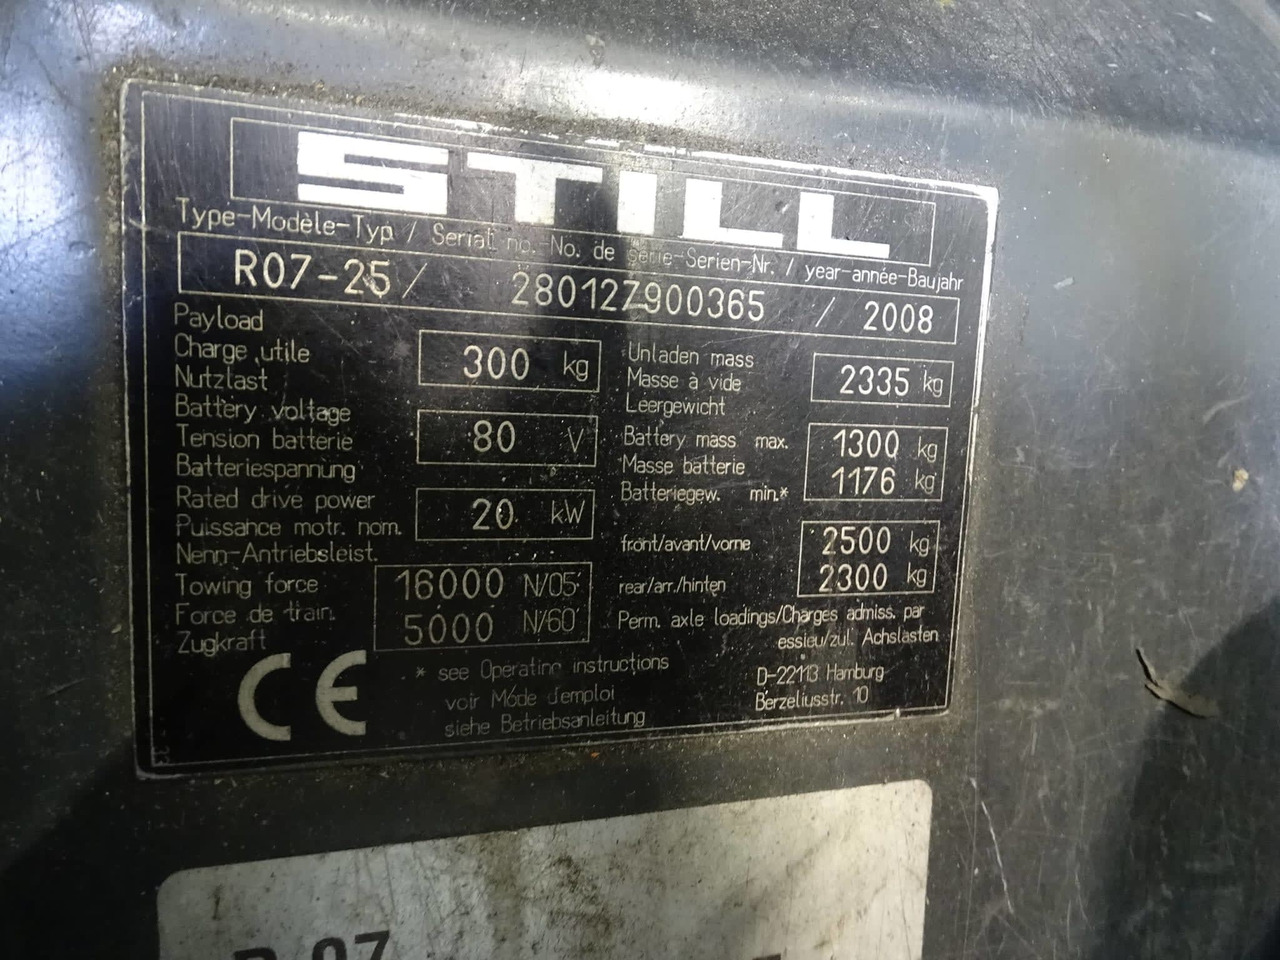 STILL
Type-Modèle-Typ / Serial no.-No. de série-Serien-Nr. / year-année-Baujahr
R07-25 / 280127900365 / 2008
Payload
Charge utile 300 kg
Nutzlast
Unladen mass
Masse à vide 2335 kg
Leergewicht
Battery voltage
Tension batterie 80 V
Batteriespannung
Battery mass max. 1300 kg
Masse batterie
Batteriegew. min.* 1176 kg
Rated drive power
Puissance motr. nom. 20 kW
Nenn-Antriebsleist.
front/avant/vorne 2500 kg
rear/arr./hinten 2300 kg
Perm. axle loadings/Charges admiss. par
essieu/zul. Achslasten
Towing force 16000 N/05'
Force de train. 5000 N/60'
Zugkraft
CE
* see Operating instructions
voir Móde d'emploi
siehe Betriebsanleitung
D-22113 Hamburg
Berzeliusstr. 10
R 07